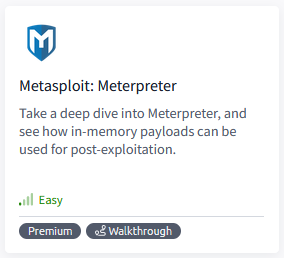 M
Metasploit: Meterpreter
Take a deep dive into Meterpreter, and
see how in-memory payloads can be
used for post-exploitation.
Easy
Premium
Walkthrough